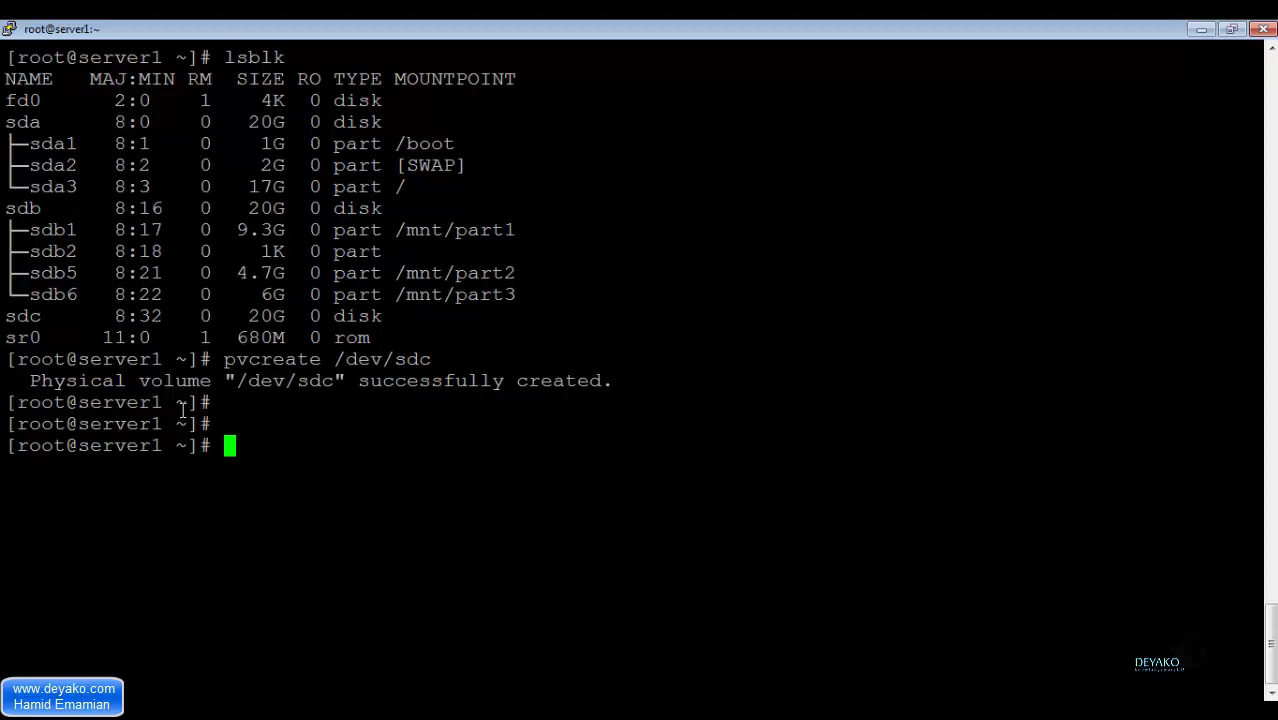 root@server1:~
[root@server1 ~]# lsblk
NAME   MAJ:MIN RM  SIZE RO TYPE MOUNTPOINT
fd0      2:0    1    4K  0 disk
sda      8:0    0   20G  0 disk
├─sda1   8:1    0    1G  0 part /boot
├─sda2   8:2    0    2G  0 part [SWAP]
└─sda3   8:3    0   17G  0 part /
sdb      8:16   0   20G  0 disk
├─sdb1   8:17   0  9.3G  0 part /mnt/part1
├─sdb2   8:18   0    1K  0 part
├─sdb5   8:21   0  4.7G  0 part /mnt/part2
└─sdb6   8:22   0    6G  0 part /mnt/part3
sdc      8:32   0   20G  0 disk
sr0     11:0    1  680M  0 rom
[root@server1 ~]# pvcreate /dev/sdc
  Physical volume "/dev/sdc" successfully created.
[root@server1 ~]#
[root@server1 ~]#
[root@server1 ~]#
DEYAKO
www.deyako.com
Hamid Emamian